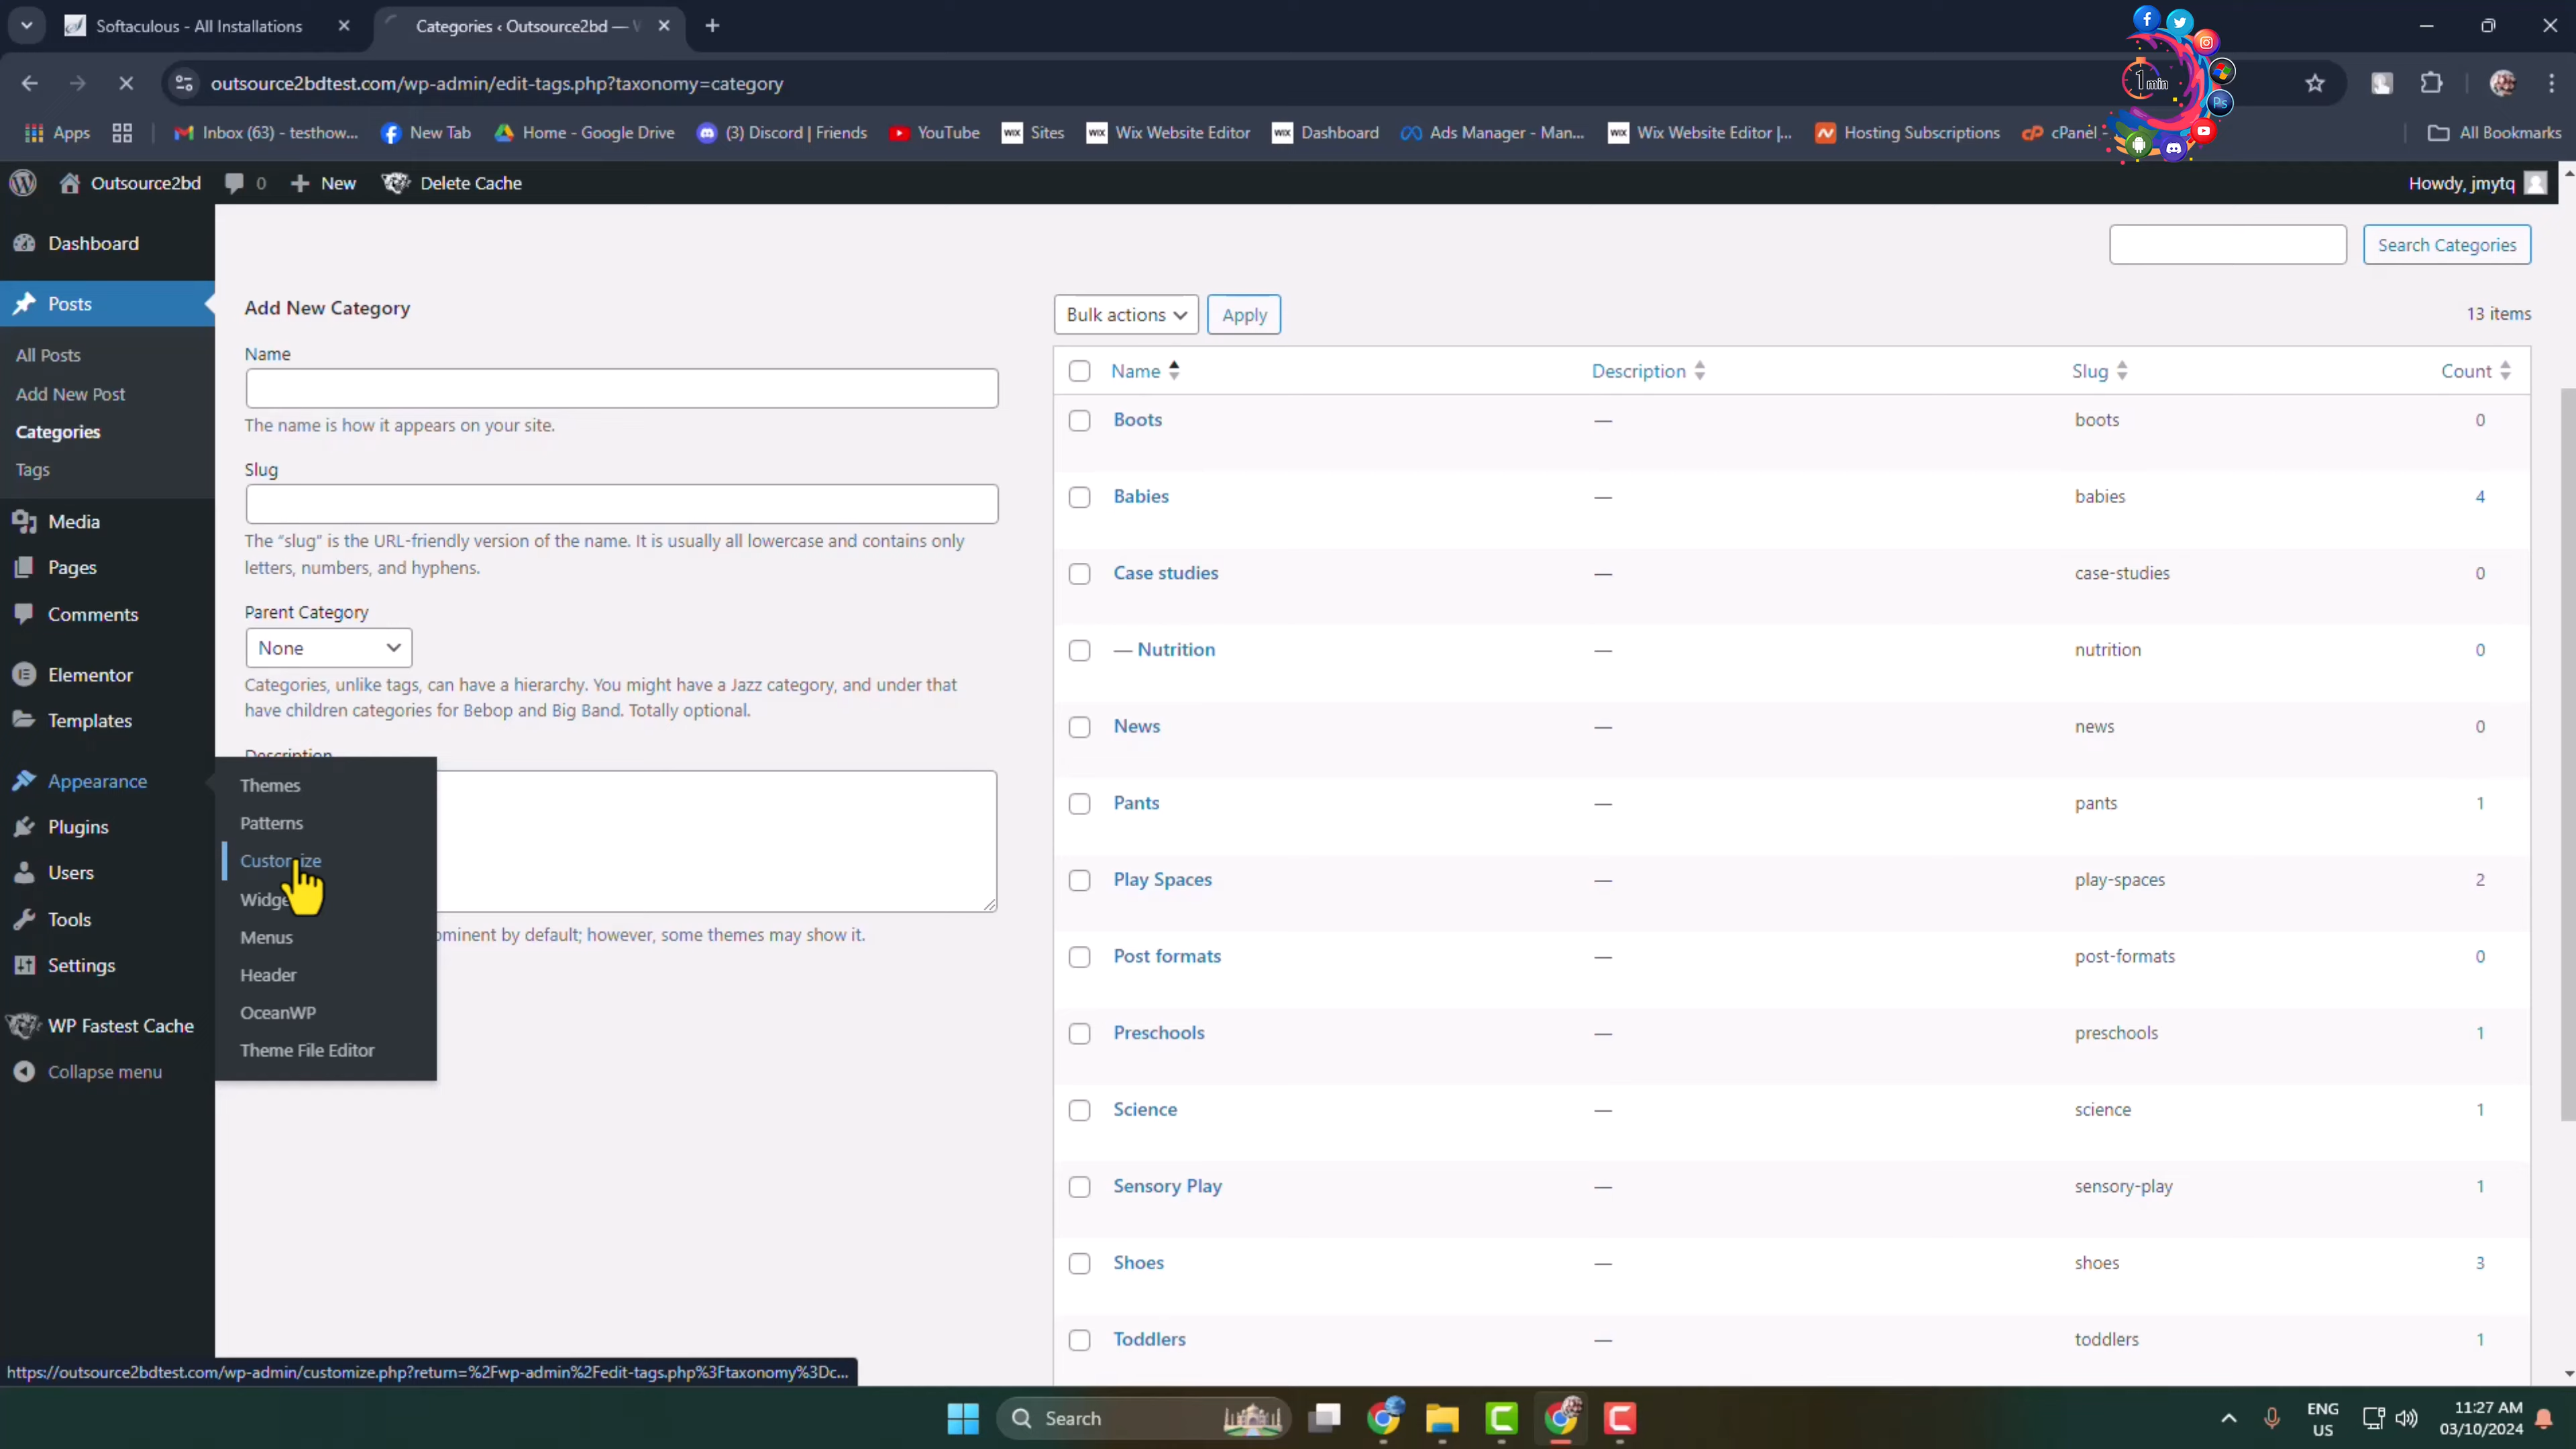 Softaculous - All Installations
Categories ‹ Outsource2bd — W
outsource2bdtest.com/wp-admin/edit-tags.php?taxonomy=category
1 min
Ps
Apps
Inbox (63) - testhow...
New Tab
Home - Google Drive
(3) Discord | Friends
YouTube
WIX Sites
WIX Wix Website Editor
WIX Dashboard
Ads Manager - Man...
WIX Wix Website Editor |...
Hosting Subscriptions
cP cPanel -
All Bookmarks
Outsource2bd
0
New
Delete Cache
Howdy, jmytq
Dashboard
Posts
All Posts
Add New Post
Categories
Tags
Media
Pages
Comments
Elementor
Templates
Appearance
Plugins
Users
Tools
Settings
WP Fastest Cache
Collapse menu
Themes
Patterns
Customize
Menus
Header
OceanWP
Theme File Editor
Search Categories
Add New Category
Name
The name is how it appears on your site.
Slug
The “slug” is the URL-friendly version of the name. It is usually all lowercase and contains only
letters, numbers, and hyphens.
Parent Category
None
Categories, unlike tags, can have a hierarchy. You might have a Jazz category, and under that
have children categories for Bebop and Big Band. Totally optional.
Description
ominent by default; however, some themes may show it.
Bulk actions
Apply
13 items
Name Description Slug Count
Boots — boots 0
Babies — babies 4
Case studies — case-studies 0
— Nutrition — nutrition 0
News — news 0
Pants — pants 1
Play Spaces — play-spaces 2
Post formats — post-formats 0
Preschools — preschools 1
Science — science 1
Sensory Play — sensory-play 1
Shoes — shoes 3
Toddlers — toddlers 1
https://outsource2bdtest.com/wp-admin/customize.php?return=%2Fwp-admin%2Fedit-tags.php%3Ftaxonomy%3Dc...
Search
ENG
US
11:27 AM
03/10/2024